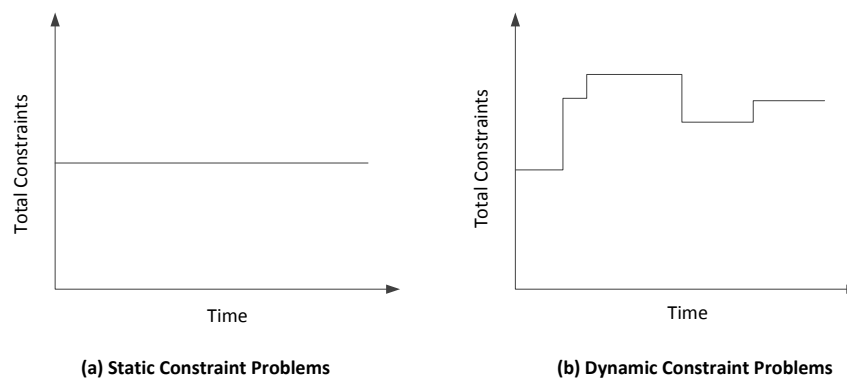 Total Constraints
Time
(a) Static Constraint Problems
Total Constraints
Time
(b) Dynamic Constraint Problems